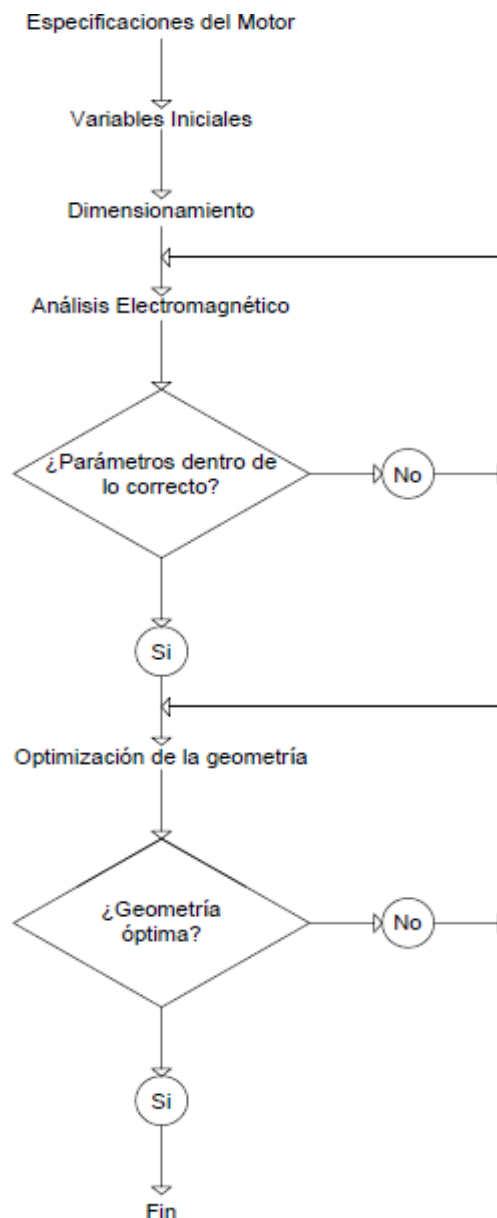 Especificaciones del Motor
Variables Iniciales
Dimensionamiento
Análisis Electromagnético
¿Parámetros dentro de
lo correcto?
No
Si
Optimización de la geometría
¿Geometría
óptima?
No
Si
Fin